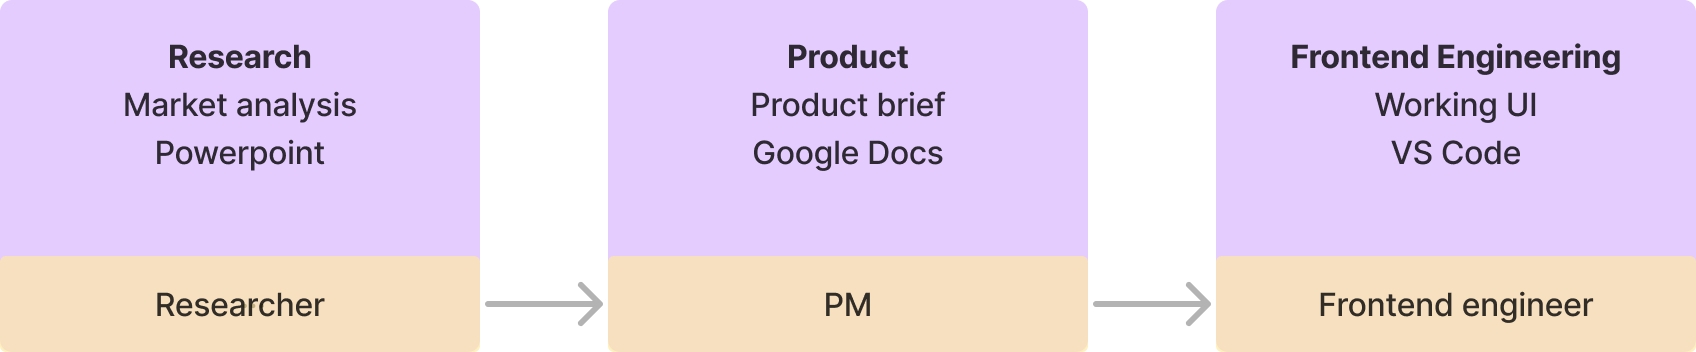 Research
Market analysis
Powerpoint
Researcher
Product
Product brief
Google Docs
PM
Frontend Engineering
Working UI
VS Code
Frontend engineer